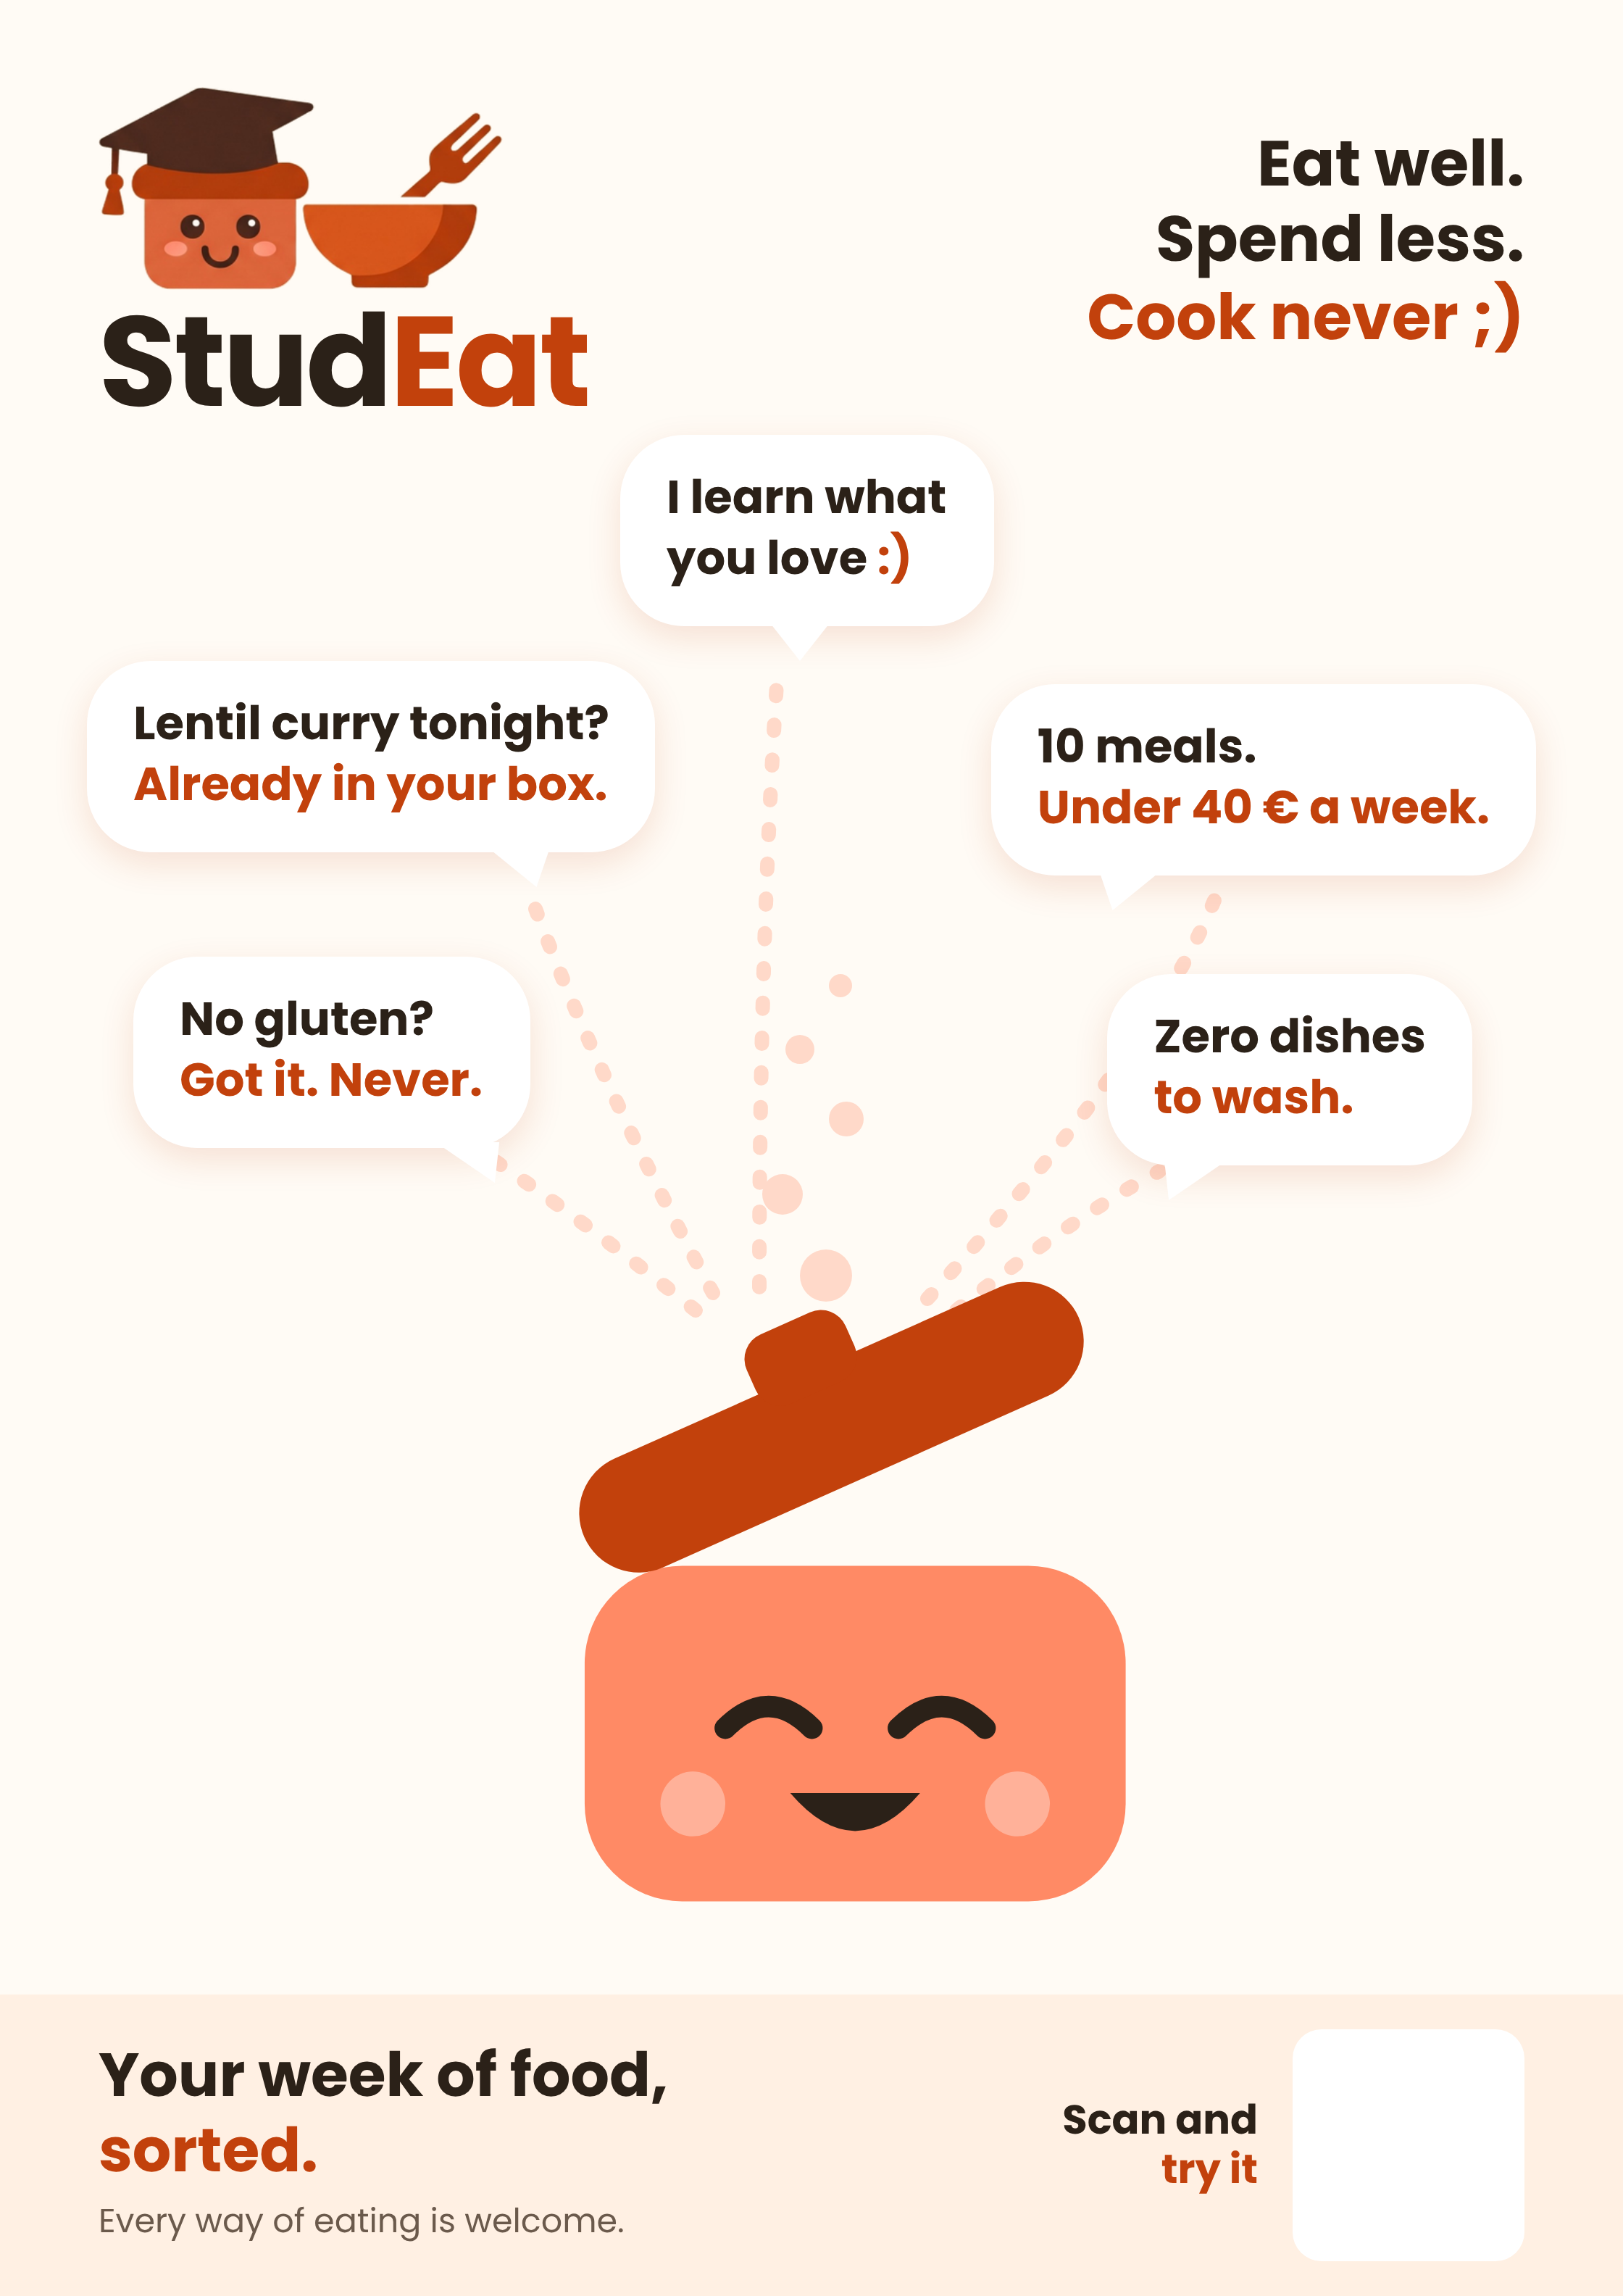 StudEat
Eat well.
Spend less.
Cook never ;)
I learn what
you love :)
Lentil curry tonight?
Already in your box.
10 meals.
Under 40 € a week.
No gluten?
Got it. Never.
Zero dishes
to wash.
Your week of food,
sorted.
Every way of eating is welcome.
Scan and
try it